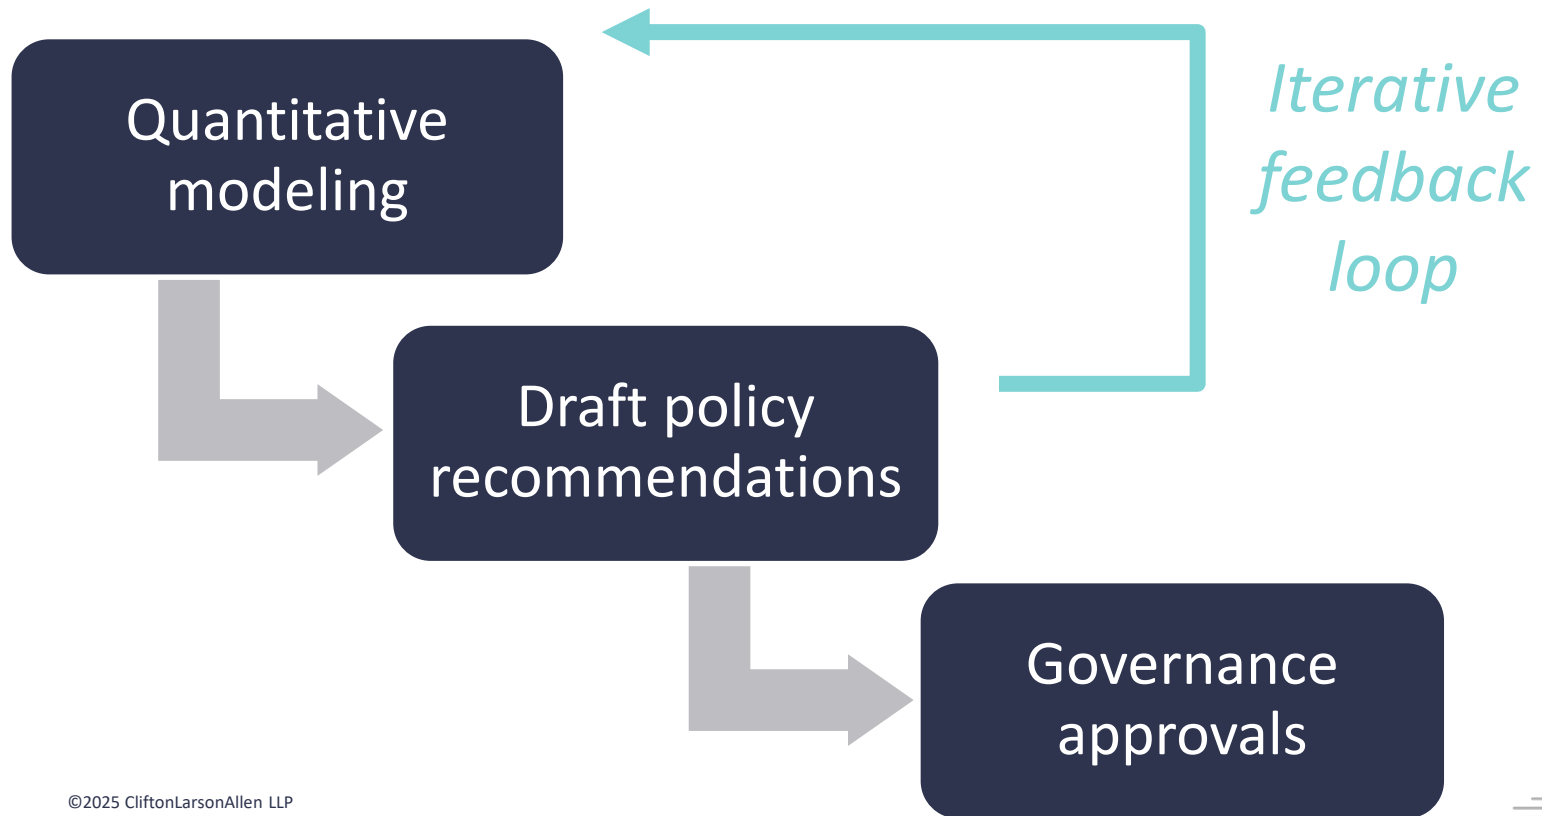 Quantitative
modeling
Iterative
feedback
loop
Draft policy
recommendations
Governance
approvals
©2025 CliftonLarsonAllen LLP